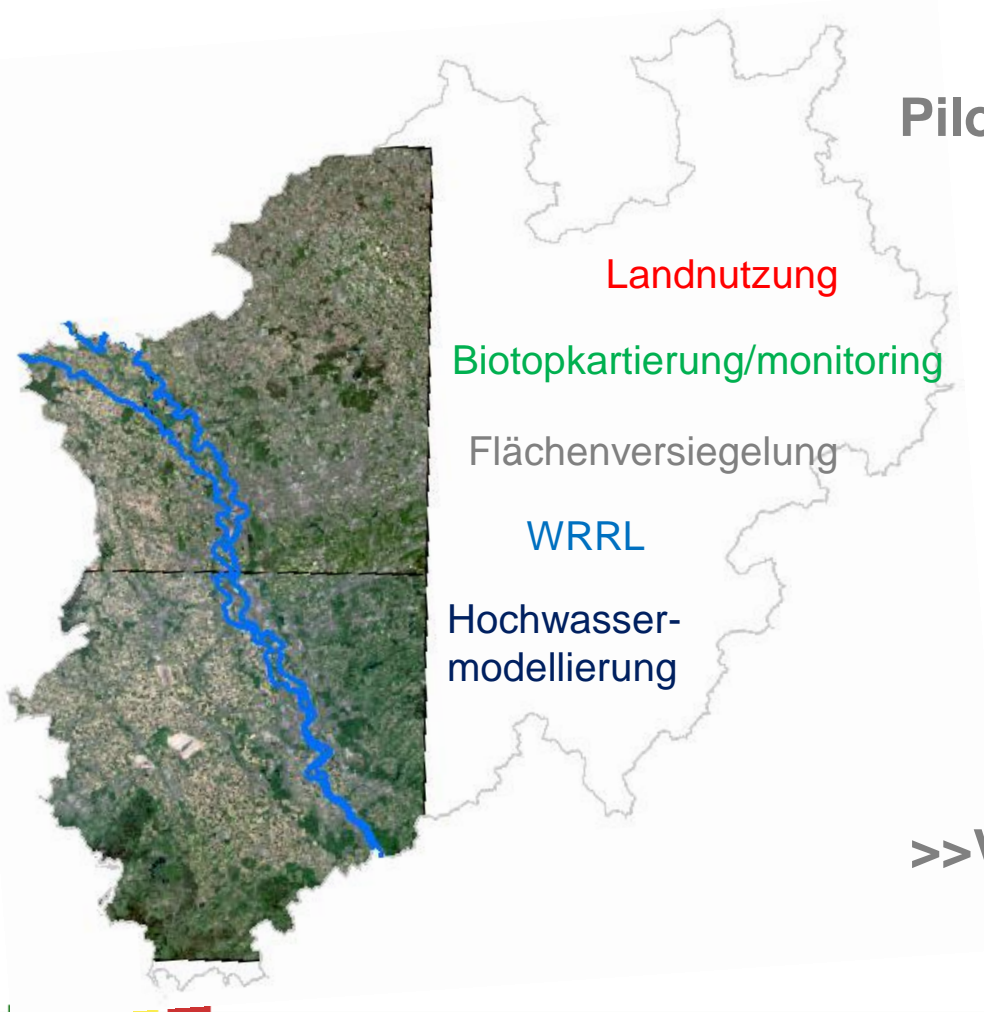 Landnutzung
Biotopkartierung/monitoring
Flächenversiegelung
WRRL
Hochwasser-
modellierung